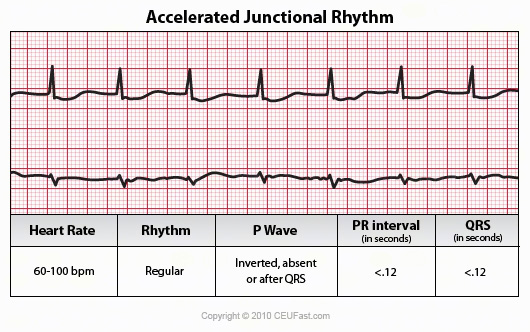 Accelerated Junctional Rhythm
Heart Rate Rhythm P Wave PR interval (in seconds) QRS (in seconds)
60-100 bpm Regular Inverted, absent or after QRS <.12 <.12
Copyright © 2010 CEUFast.com